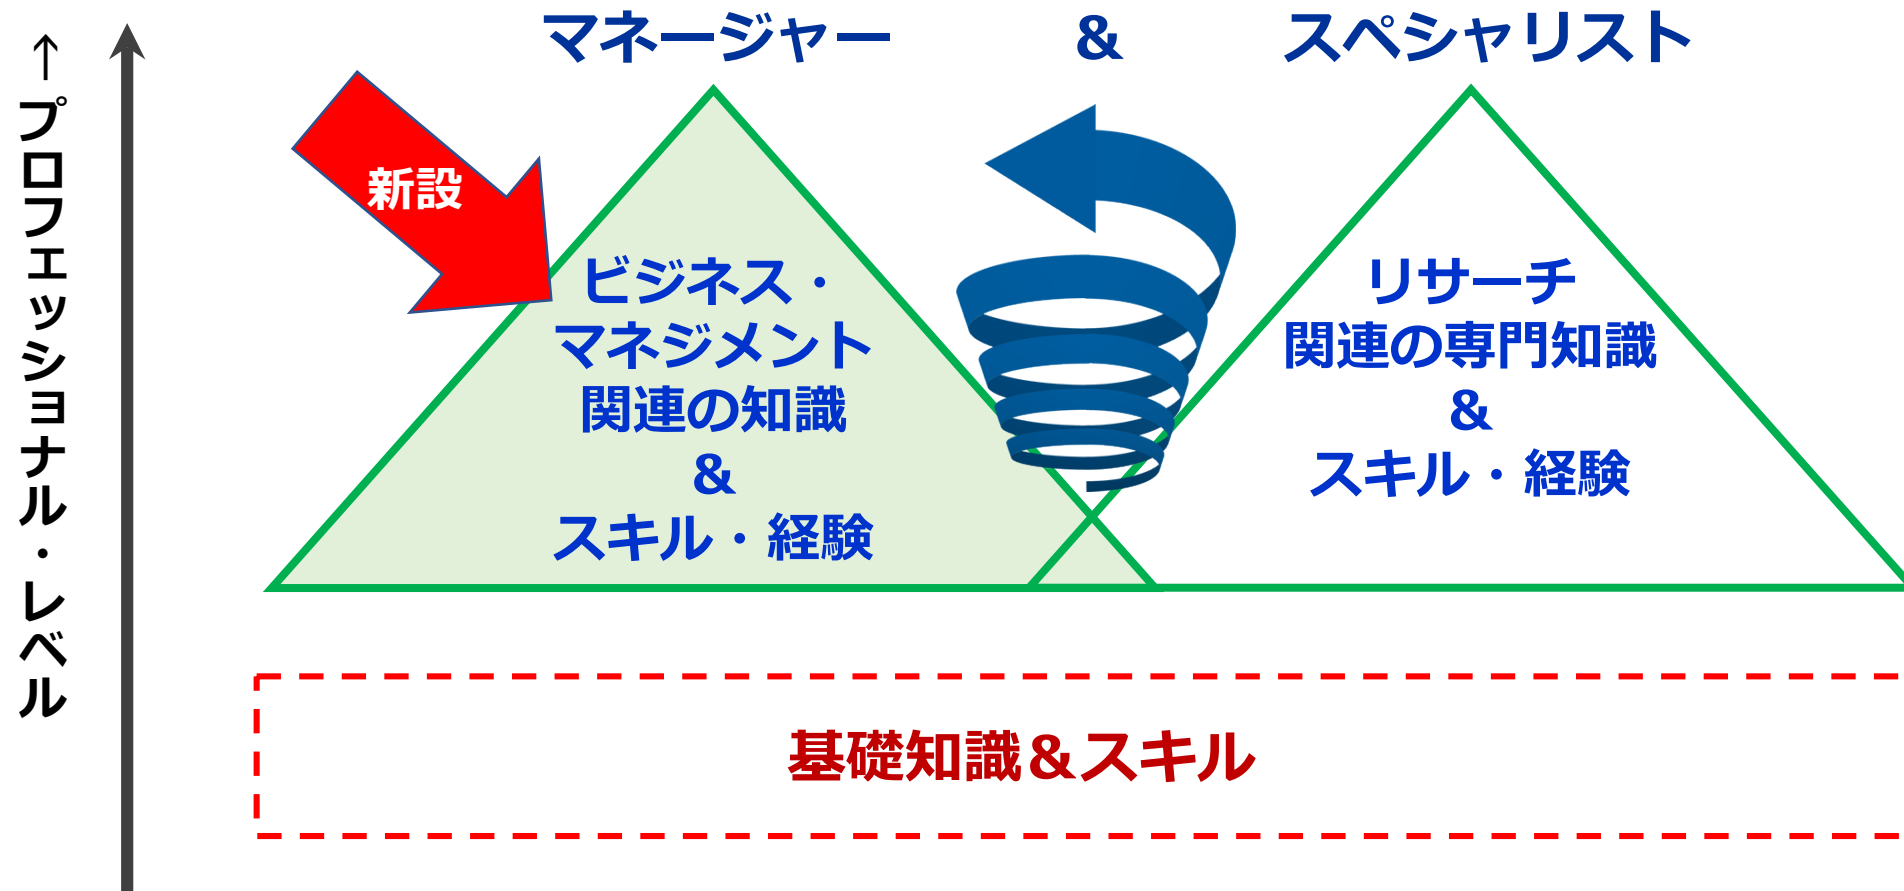 マネージャー & スペシャリスト
↑プロフェッショナル・レベル
新設
ビジネス・
マネジメント
関連の知識
&
スキル・経験
リサーチ
関連の専門知識
&
スキル・経験
基礎知識&スキル